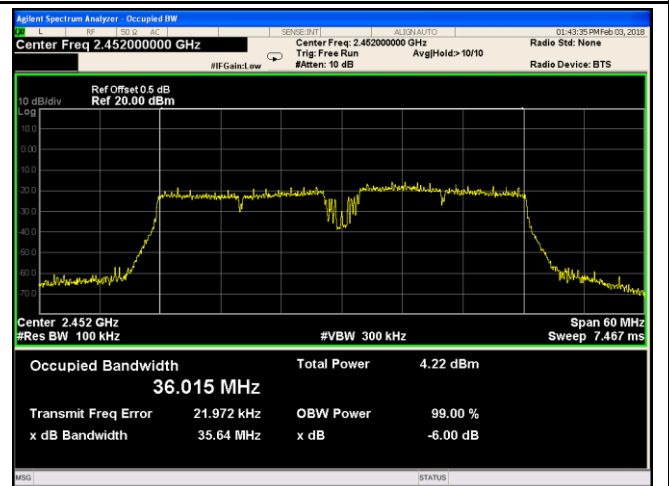 Agilent Spectrum Analyzer - Occupied BW
L RF 50 Ω AC SENSE:INT ALIGNAUTO 01:43:35 PM Feb 03, 2018
Center Freq 2.452000000 GHz Center Freq: 2.452000000 GHz Radio Std: None
Trig: Free Run Avg|Hold:> 10/10
#IFGain:Low #Atten: 10 dB Radio Device: BTS
Ref Offset 0.5 dB
10 dB/div Ref 20.00 dBm
Log
10.0
0.00
-10.0
-20.0
-30.0
-40.0
-50.0
-60.0
-70.0
Center 2.452 GHz Span 60 MHz
#Res BW 100 kHz #VBW 300 kHz Sweep 7.467 ms
Occupied Bandwidth Total Power 4.22 dBm
36.015 MHz
Transmit Freq Error 21.972 kHz OBW Power 99.00 %
x dB Bandwidth 35.64 MHz x dB -6.00 dB
MSG STATUS